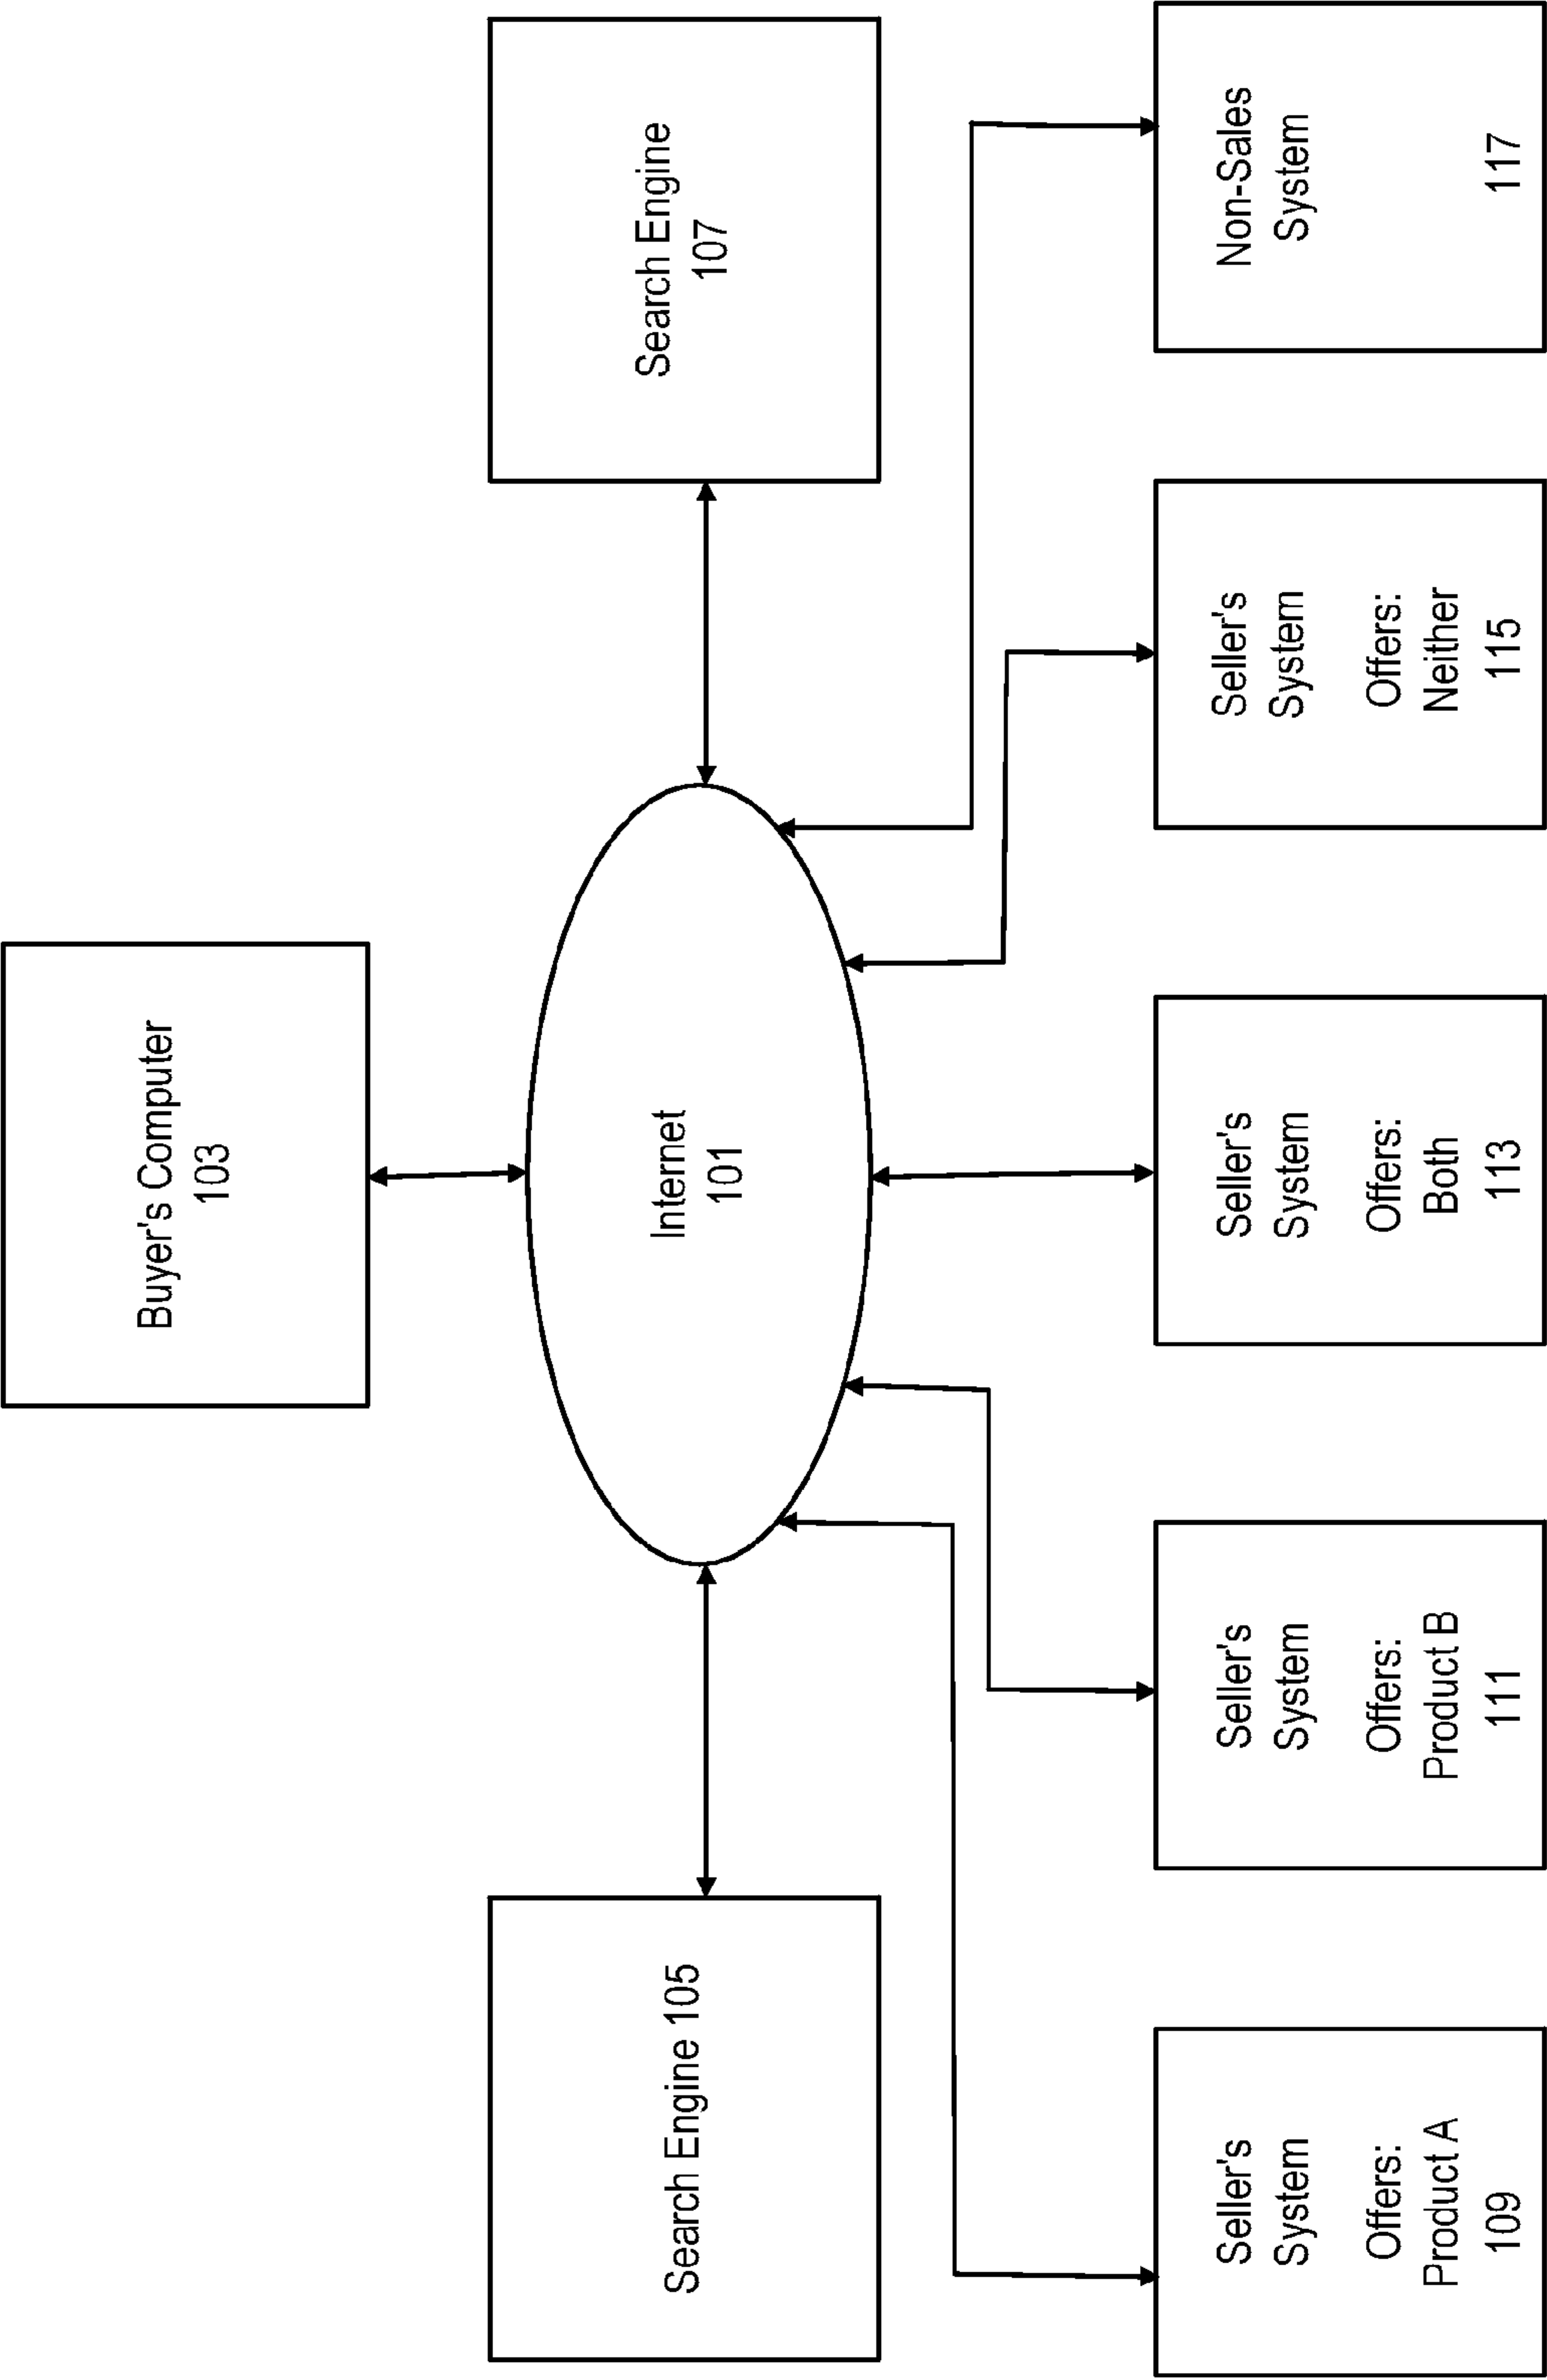 Buyer's Computer
103
Search Engine 105
Internet
101
Search Engine
107
Seller's
System
Offers:
Product A
109
Seller's
System
Offers:
Product B
111
Seller's
System
Offers:
Both
113
Seller's
System
Offers:
Neither
115
Non-Sales
System
117